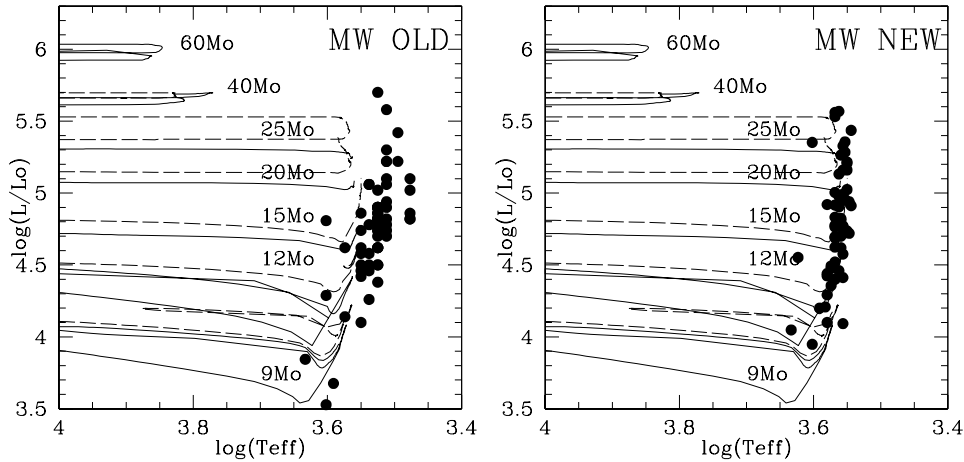 MW OLD
60Mo
40Mo
25Mo
20Mo
15Mo
12Mo
9Mo
6
5.5
5
4.5
4
3.5
log(L/Lo)
4
3.8
3.6
3.4
log(Teff)
MW NEW
60Mo
40Mo
25Mo
20Mo
15Mo
12Mo
9Mo
6
5.5
5
4.5
4
3.5
log(L/Lo)
4
3.8
3.6
3.4
log(Teff)